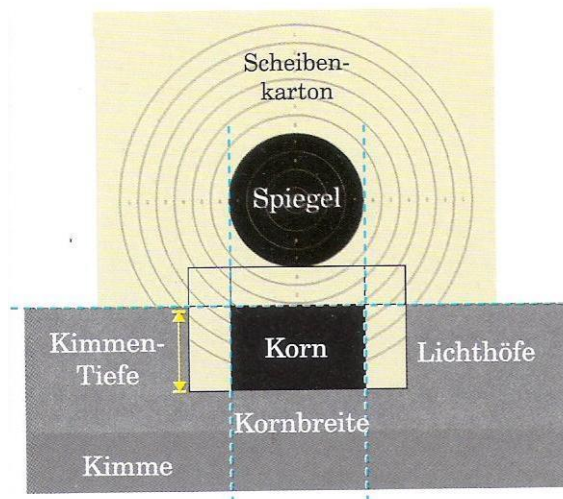 Scheiben-
karton
Spiegel
Kimmen-
Tiefe
Korn
Lichthöfe
Kornbreite
Kimme